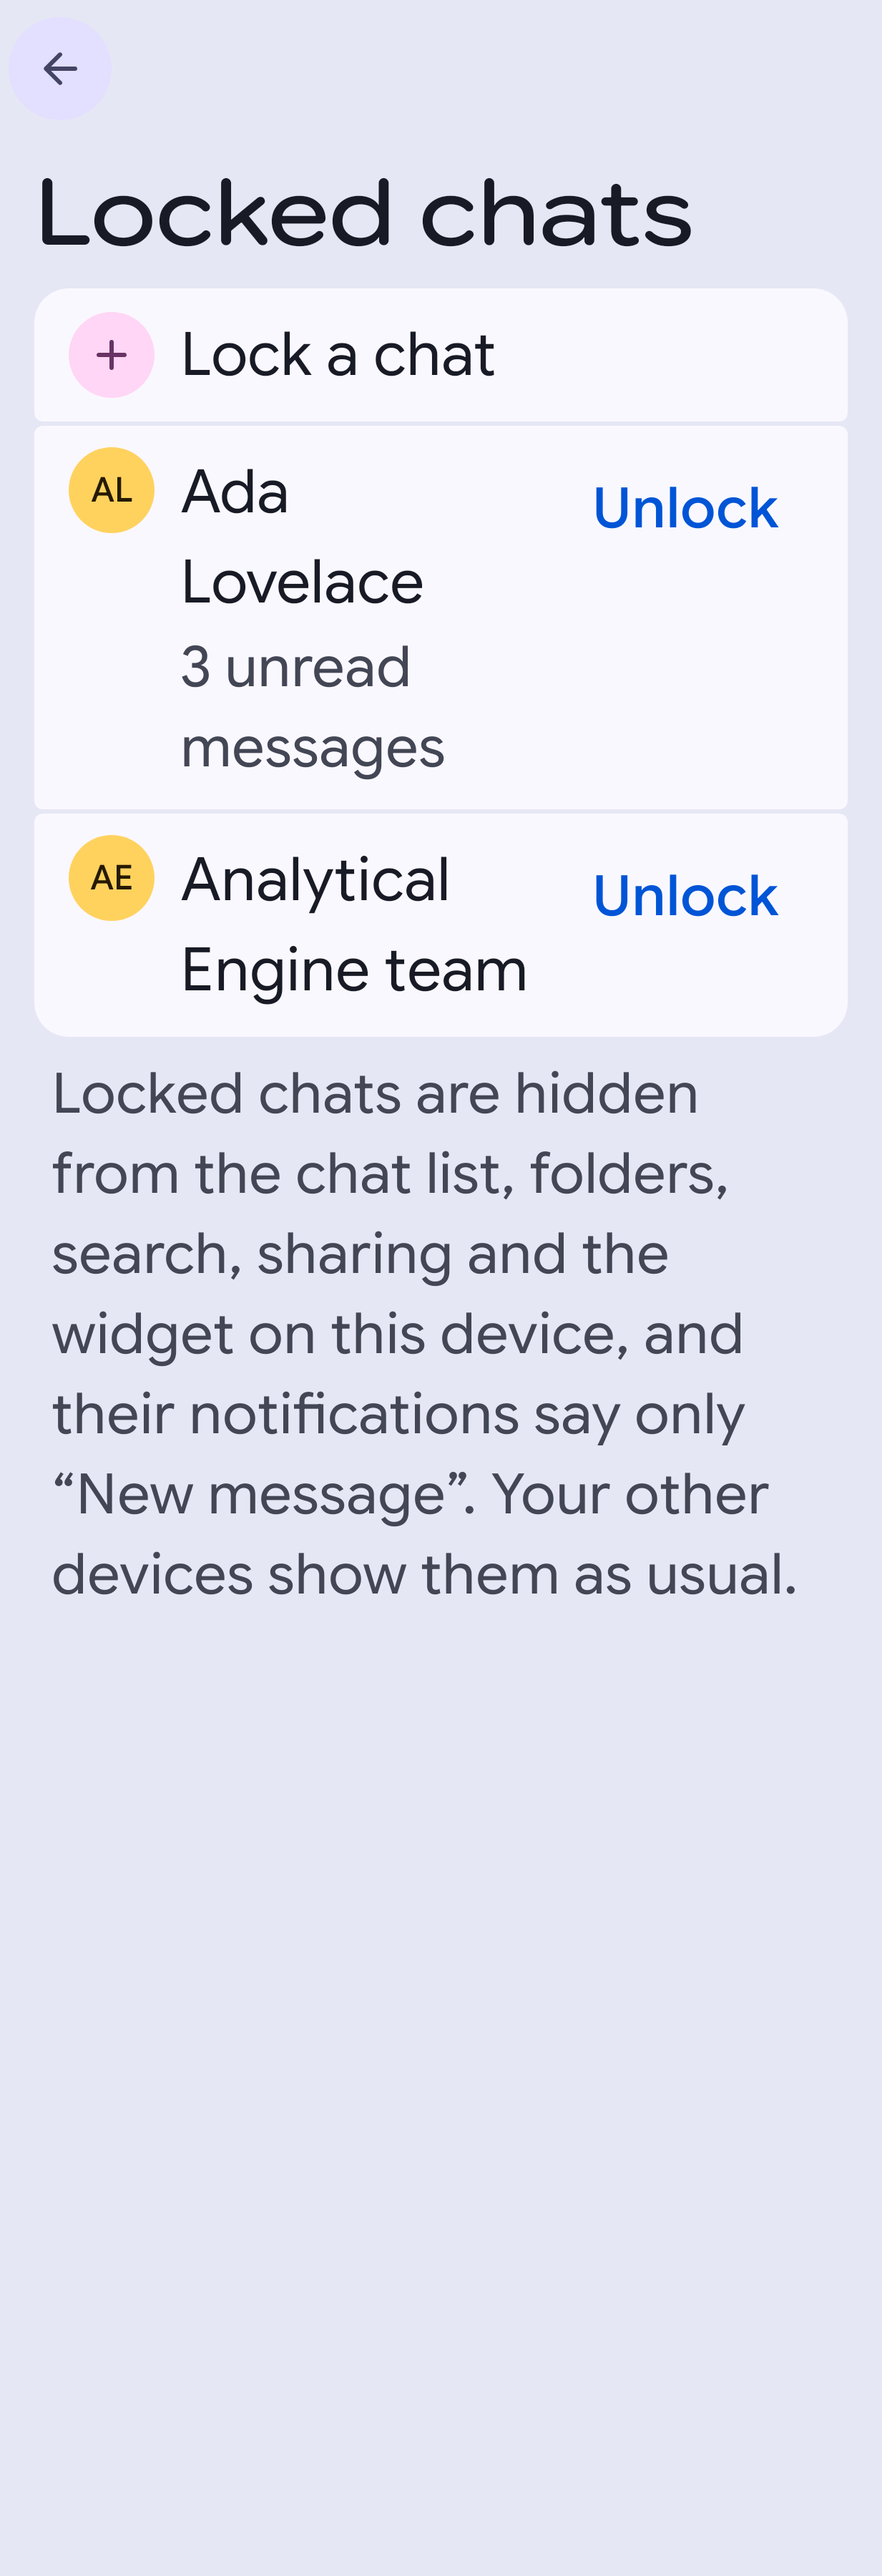 Locked chats
Lock a chat
AL
Ada
Lovelace
Unlock
3 unread
messages
AE
Analytical
Engine team
Unlock
Locked chats are hidden
from the chat list, folders,
search, sharing and the
widget on this device, and
their notifications say only
“New message”. Your other
devices show them as usual.